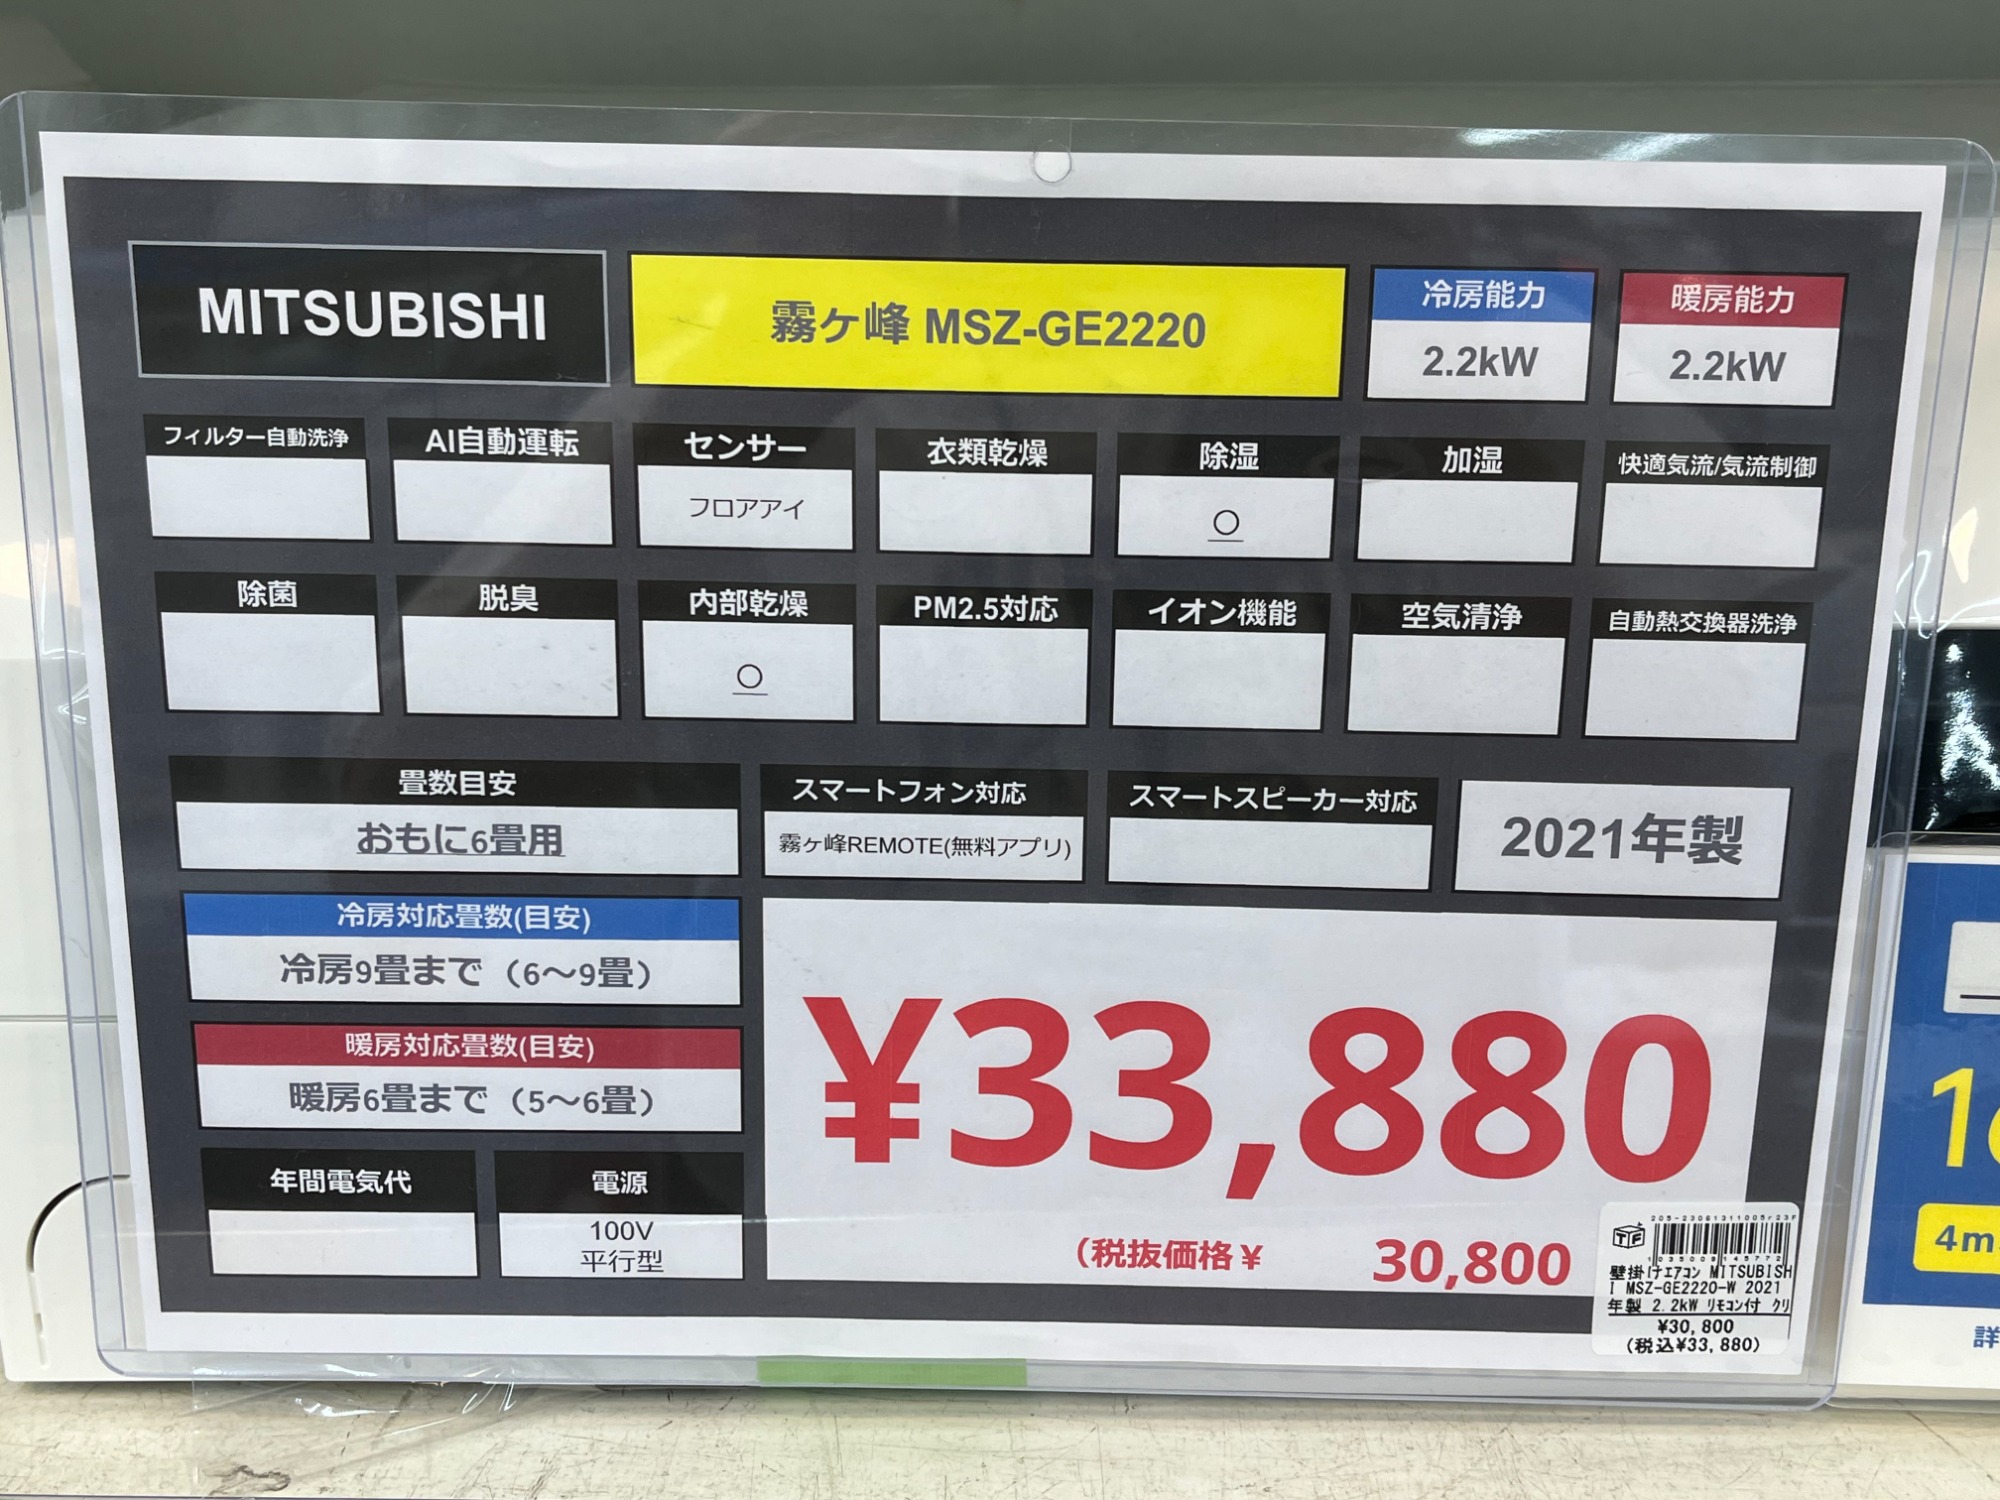 MITSUBISHI
霧ヶ峰 MSZ-GE2220
冷房能力
2.2kW
暖房能力
2.2kW
フィルター自動洗浄
AI自動運転
センサー
フロアアイ
衣類乾燥
除湿
○
加湿
快適気流/気流制御
除菌
脱臭
内部乾燥
○
PM2.5対応
イオン機能
空気清浄
自動熱交換器洗浄
畳数目安
おもに6畳用
スマートフォン対応
霧ヶ峰REMOTE(無料アプリ)
スマートスピーカー対応
2021年製
冷房対応畳数(目安)
冷房9畳まで（6～9畳）
暖房対応畳数(目安)
暖房6畳まで（5～6畳）
年間電気代
電源
100V
平行型
¥33,880
（税抜価格¥ 30,800
TF
壁掛けエアコン MITSUBISH
I MSZ-GE2220-W 2021
年製 2.2kW リモコン付 クリ
¥30,800
(税込¥33,880)
4m
詳